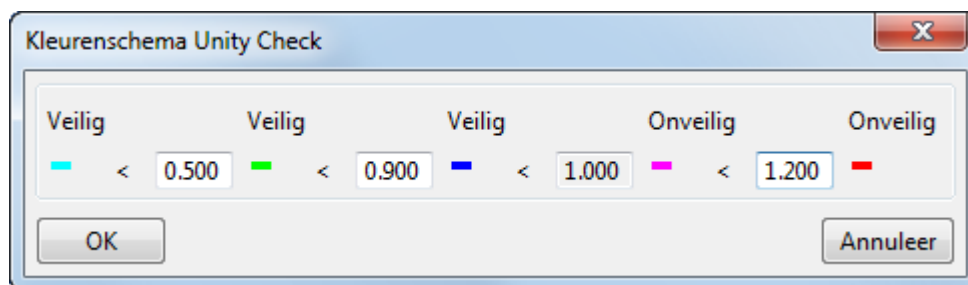 Kleurenschema Unity Check
Veilig Veilig Veilig Onveilig Onveilig
< 0.500 < 0.900 < 1.000 < 1.200
OK Annuleer